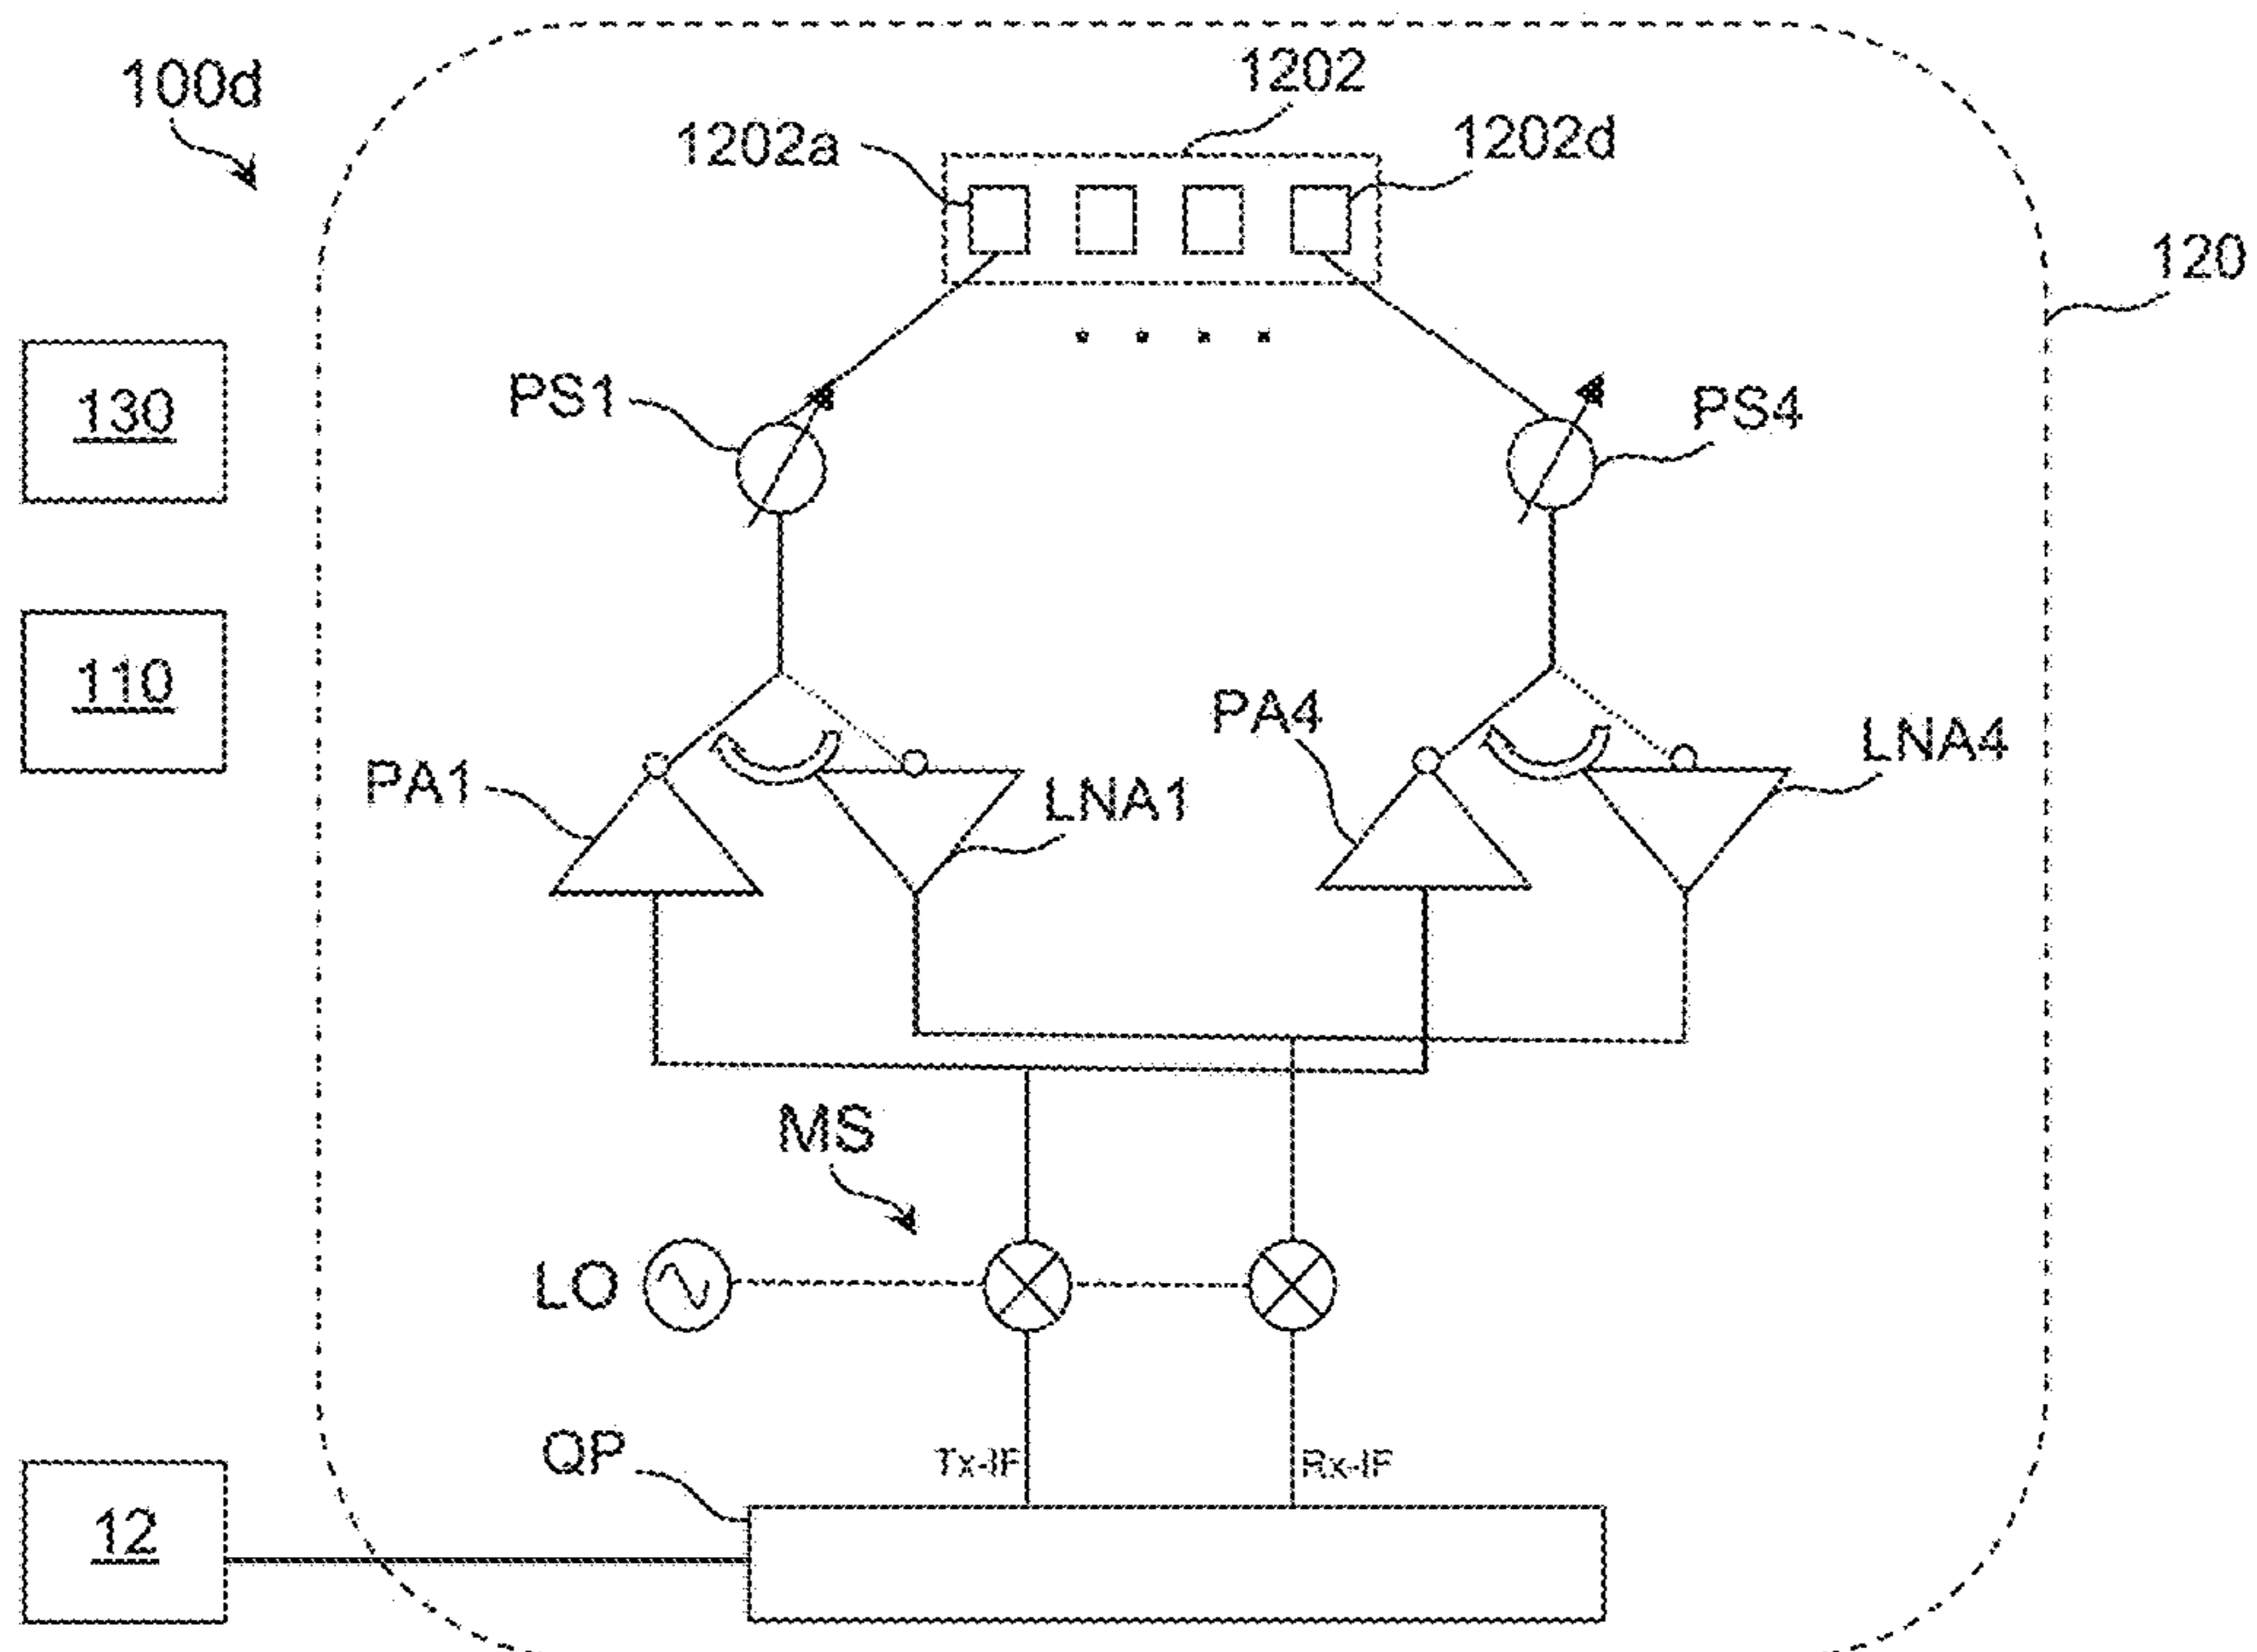 100d
1202
1202a
1202d
120
130
PS1
PS4
110
PA1
LNA1
PA4
LNA4
MS
LO
QP
Tx-IF
Rx-IF
12